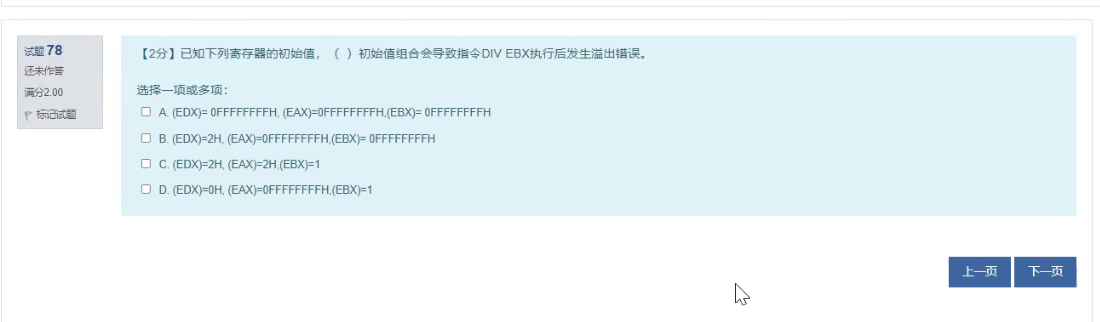 试题 78
还未作答
满分2.00
标记试题
【2分】已知下列寄存器的初始值，（ ）初始值组合会导致指令DIV EBX执行后发生溢出错误。
选择一项或多项：
A. (EDX)= 0FFFFFFFFH, (EAX)=0FFFFFFFFH,(EBX)= 0FFFFFFFFH
B. (EDX)=2H, (EAX)=0FFFFFFFFH,(EBX)= 0FFFFFFFFH
C. (EDX)=2H, (EAX)=2H,(EBX)=1
D. (EDX)=0H, (EAX)=0FFFFFFFFH,(EBX)=1
上一页 下一页